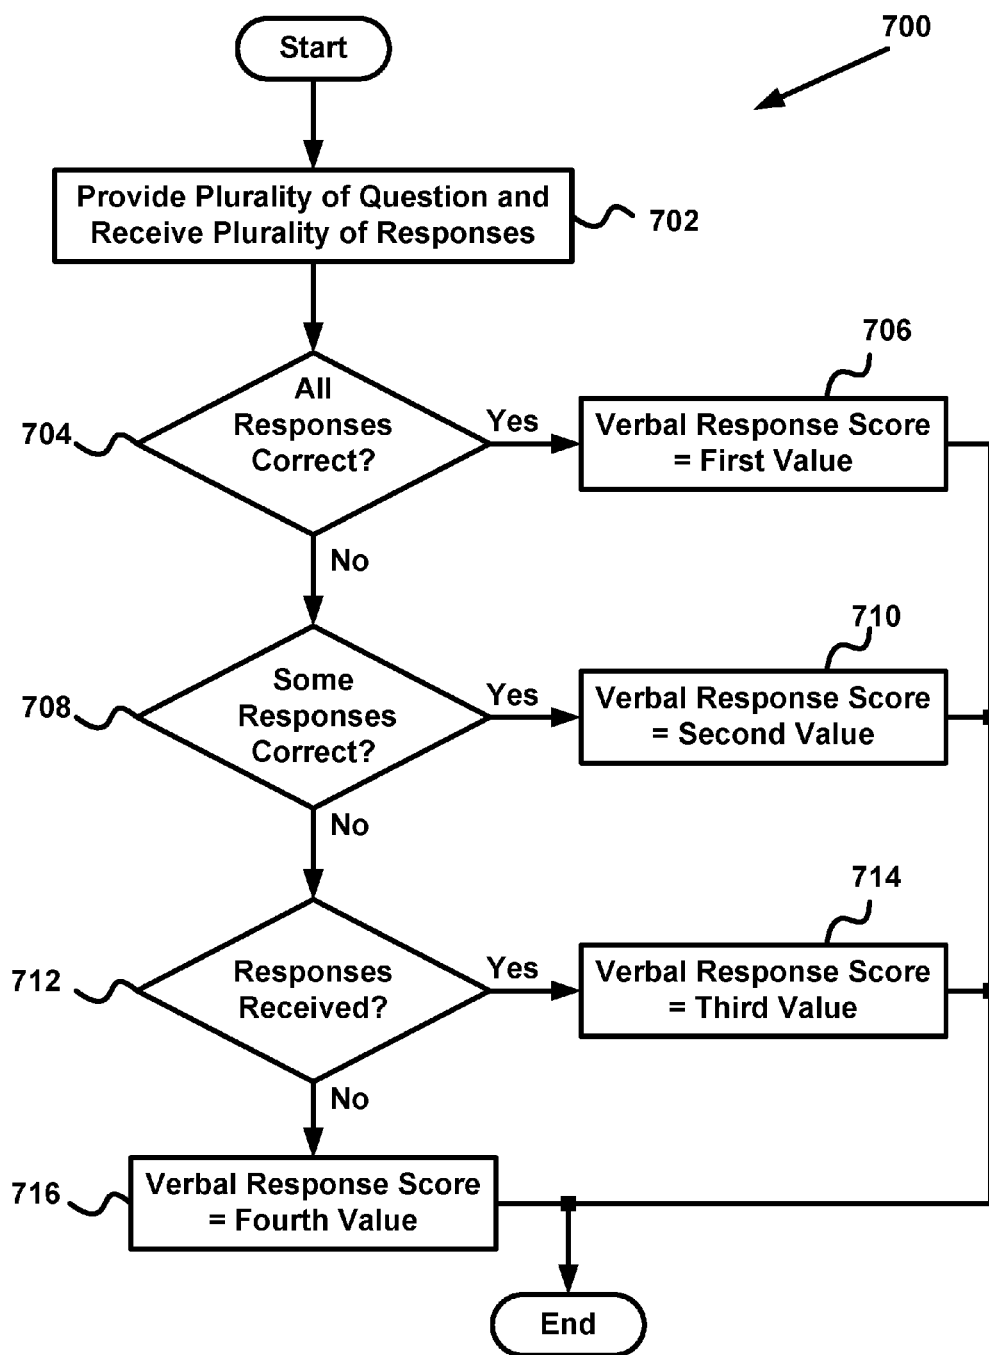 Start
700
Provide Plurality of Question and
Receive Plurality of Responses
702
All
Responses
Correct?
704
Yes
706
Verbal Response Score
= First Value
No
Some
Responses
Correct?
708
Yes
710
Verbal Response Score
= Second Value
No
Responses
Received?
712
Yes
714
Verbal Response Score
= Third Value
No
716
Verbal Response Score
= Fourth Value
End